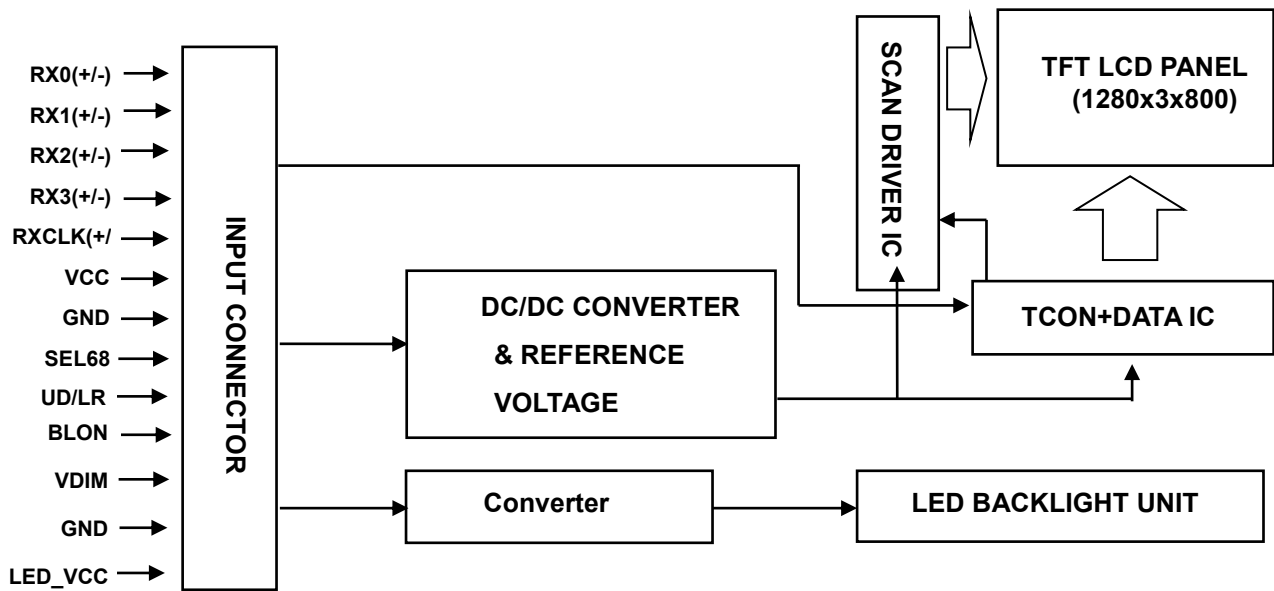 RX0(+/-)
RX1(+/-)
RX2(+/-)
RX3(+/-)
RXCLK(+/
VCC
GND
SEL68
UD/LR
BLON
VDIM
GND
LED_VCC
INPUT CONNECTOR
DC/DC CONVERTER
& REFERENCE
VOLTAGE
Converter
SCAN DRIVER IC
TFT LCD PANEL
(1280x3x800)
TCON+DATA IC
LED BACKLIGHT UNIT